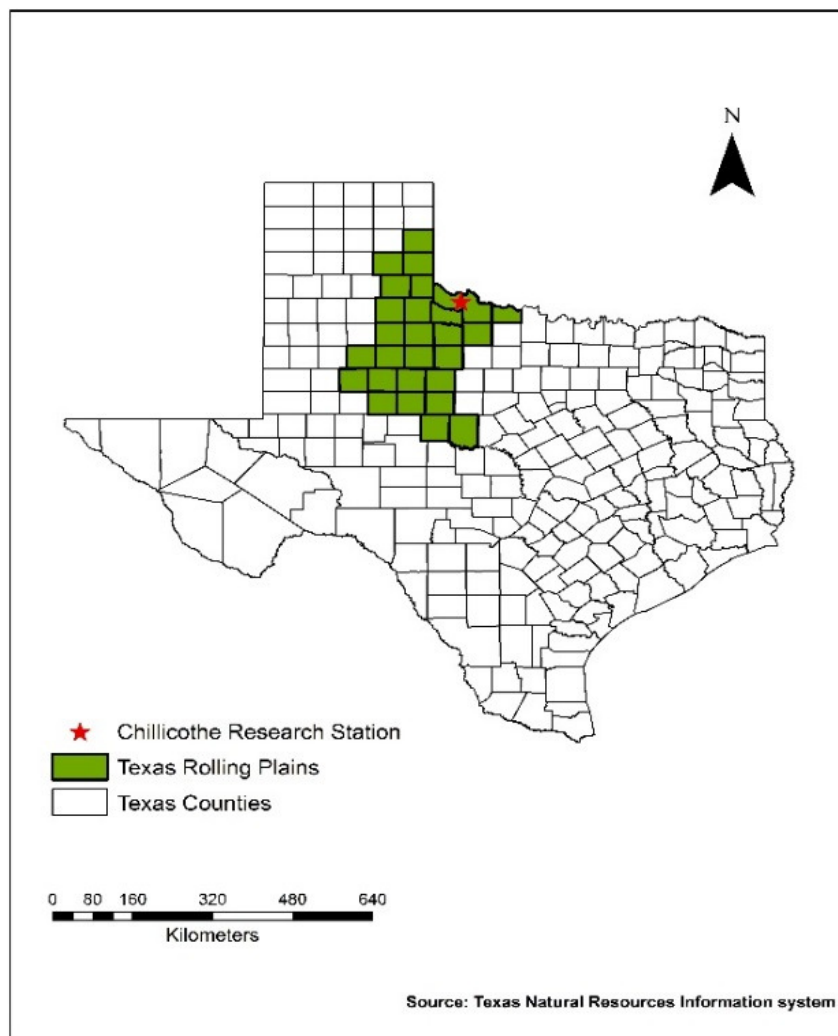 N
Chillicothe Research Station
Texas Rolling Plains
Texas Counties
0 80 160 320 480 640
Kilometers
Source: Texas Natural Resources Information system